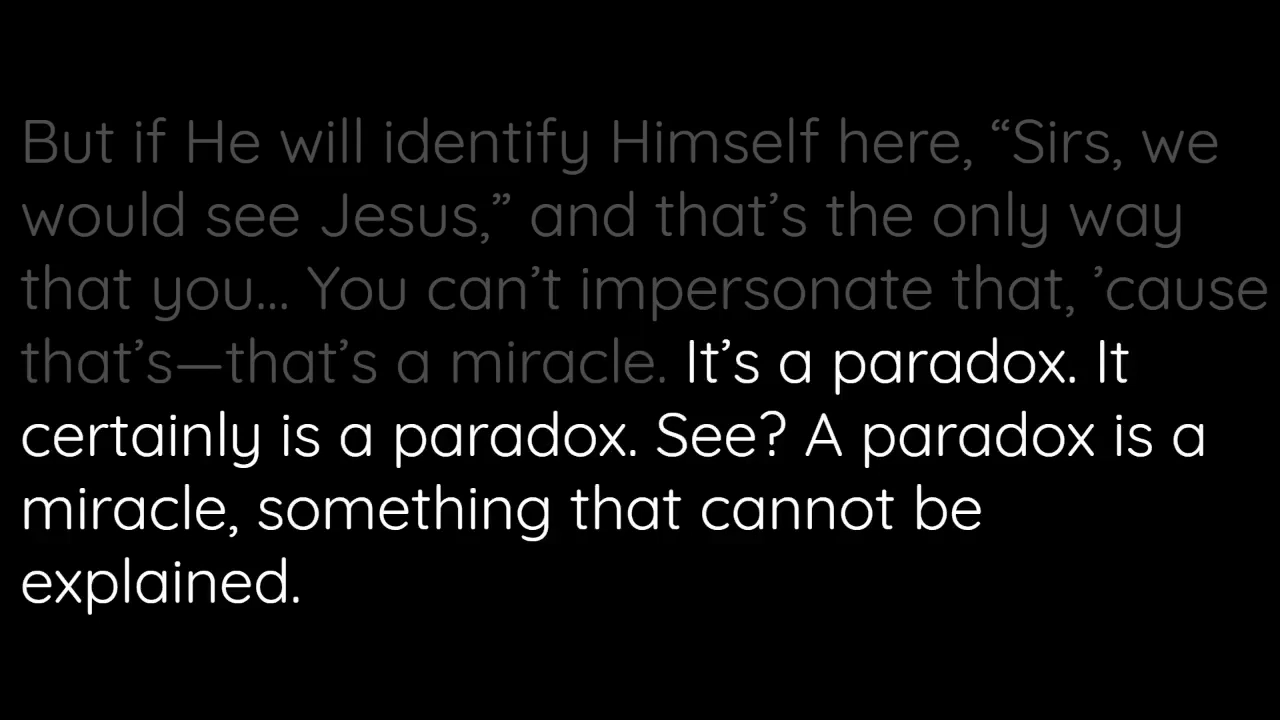 But if He will identify Himself here, “Sirs, we
would see Jesus,” and that’s the only way
that you... You can’t impersonate that, ’cause
that’s—that’s a miracle. It’s a paradox. It
certainly is a paradox. See? A paradox is a
miracle, something that cannot be
explained.